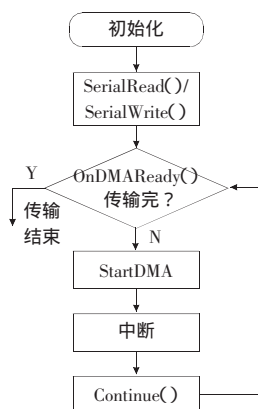 初始化
SerialRead()/
SerialWrite()
OnDMAReady()
传输完？
Y
传输
结束
N
StartDMA
中断
Continue()